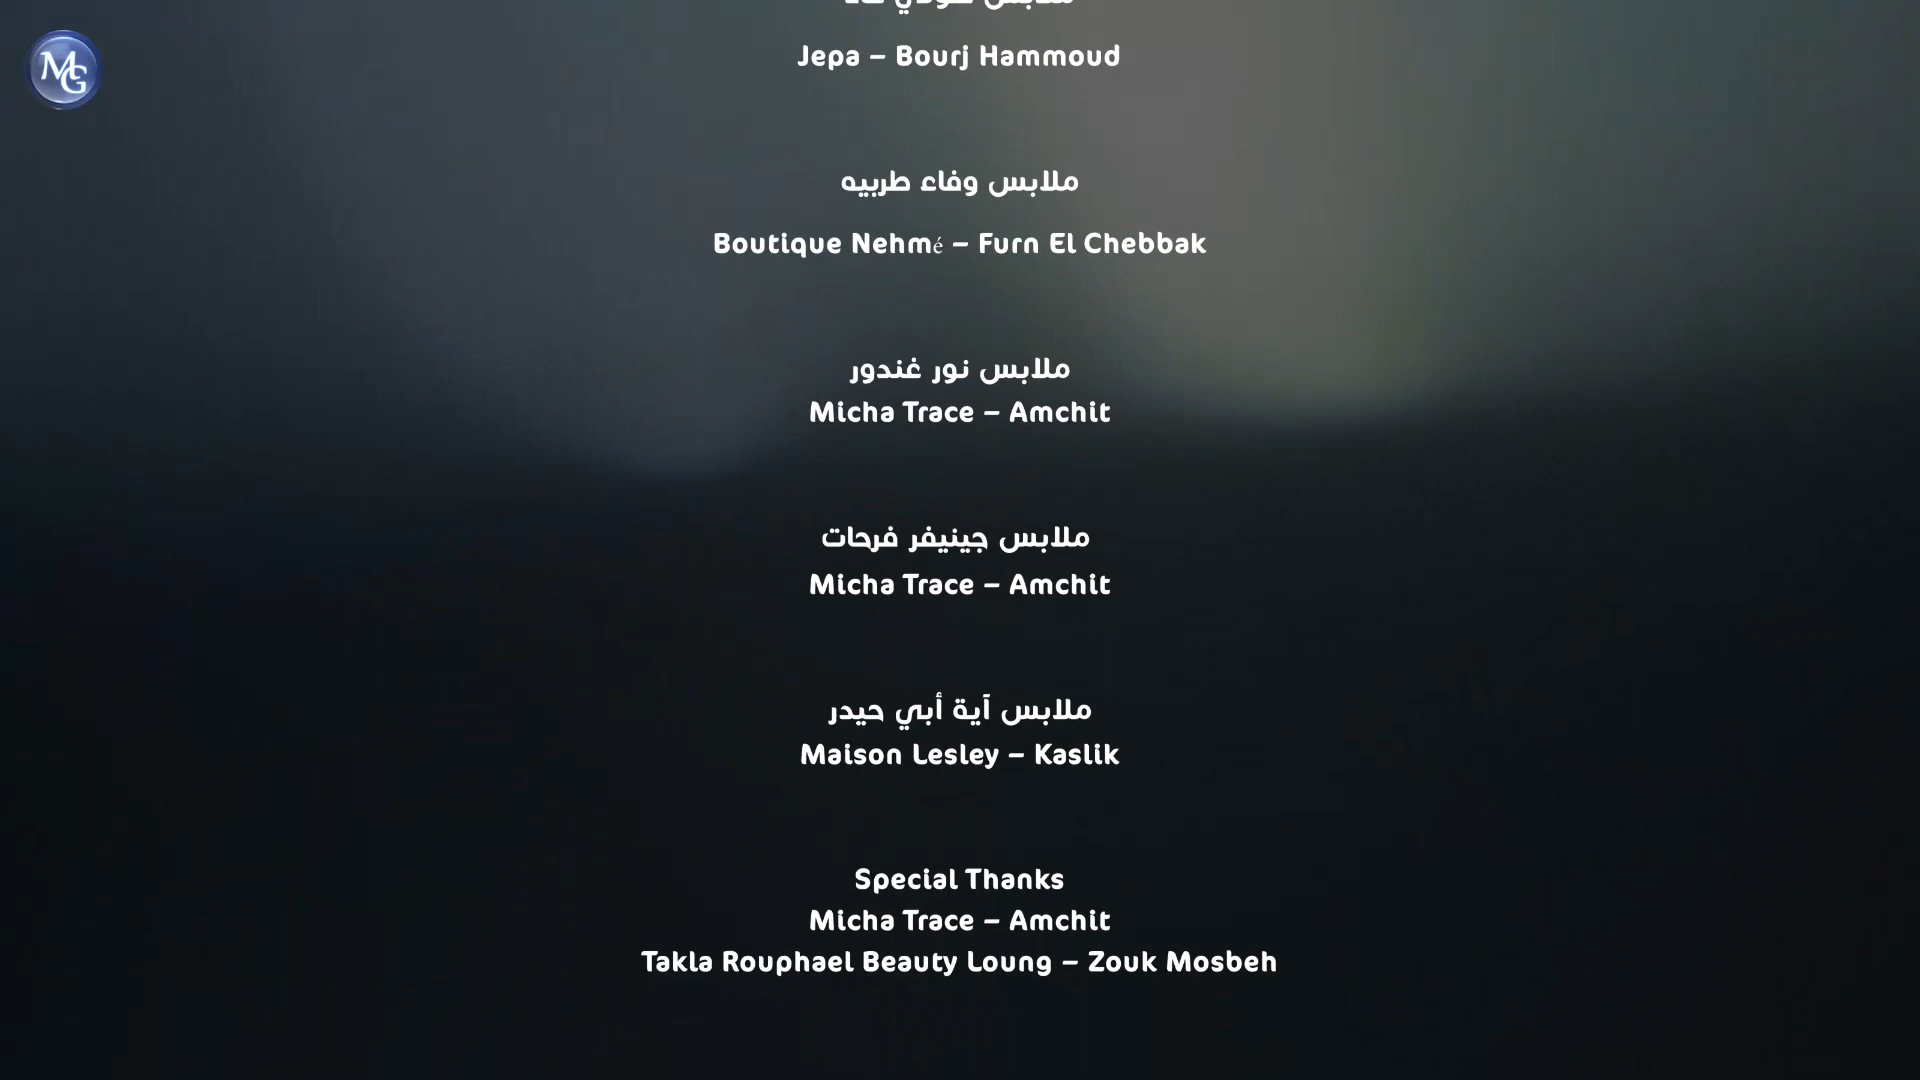 MG
ملابس
Jepa – Bourj Hammoud
ملابس وفاء طربيه
Boutique Nehmé – Furn El Chebbak
ملابس نور غندور
Micha Trace – Amchit
ملابس جينيفر فرحات
Micha Trace – Amchit
ملابس آية أبي حيدر
Maison Lesley – Kaslik
Special Thanks
Micha Trace – Amchit
Takla Rouphael Beauty Loung – Zouk Mosbeh